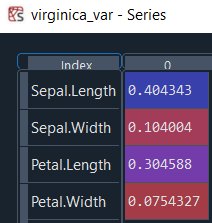 virginica_var - Series
Index 0
Sepal.Length 0.404343
Sepal.Width 0.104004
Petal.Length 0.304588
Petal.Width 0.0754327